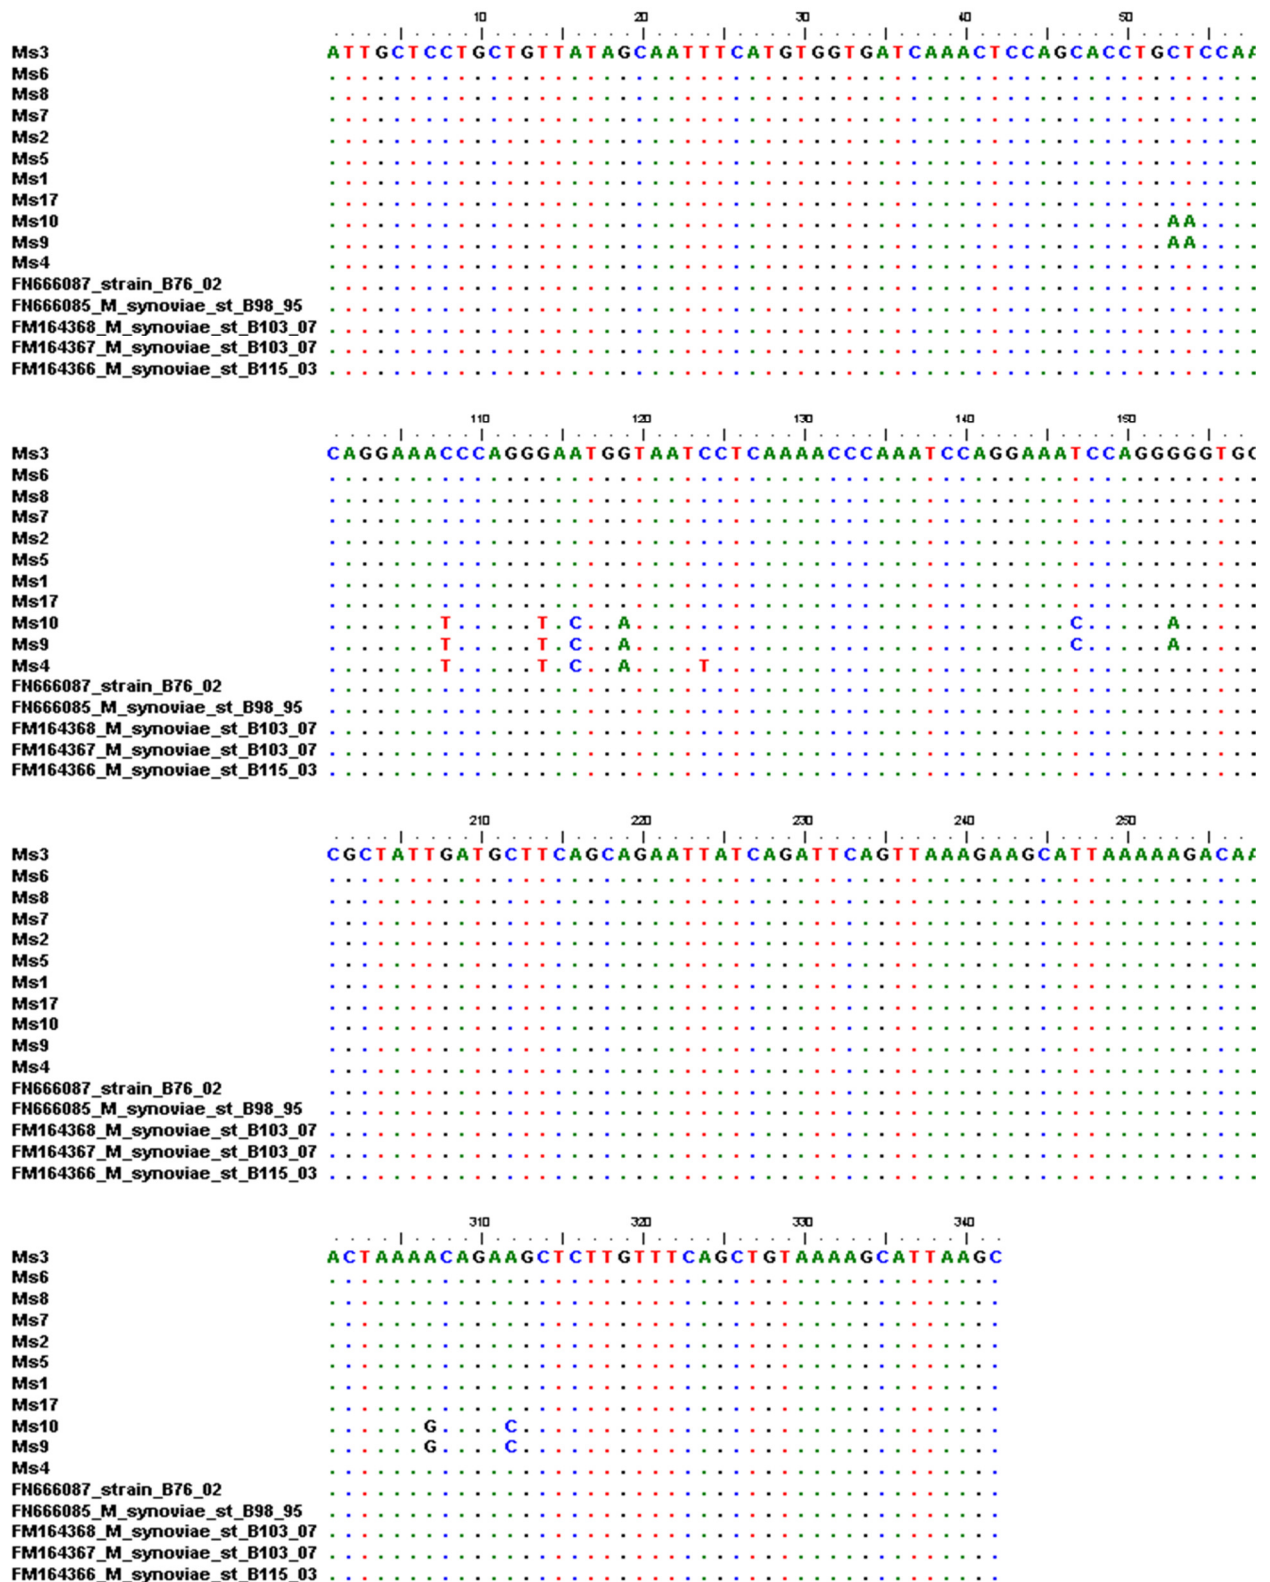 10 20 30 40 50
Ms3 ATTGCTCCTGCTGTTATAGCAATTTCATGTGGTGATCAAACTCCAGCACCTGCTCCAA
Ms6
Ms8
Ms7
Ms2
Ms5
Ms1
Ms17
Ms10 AA
Ms9 AA
Ms4
FN666087_strain_B76_02
FN666085_M_synoviae_st_B98_95
FM164368_M_synoviae_st_B103_07
FM164367_M_synoviae_st_B103_07
FM164366_M_synoviae_st_B115_03
110 120 130 140 150
Ms3 CAGGAAACCCAGGGAATGGTAATCCTCAAAACCCAAATCCAGGAAATCCAGGGGGTG
Ms6
Ms8
Ms7
Ms2
Ms5
Ms1
Ms17
Ms10 T T C A C A
Ms9 T T C A C A
Ms4 T T C A T
FN666087_strain_B76_02
FN666085_M_synoviae_st_B98_95
FM164368_M_synoviae_st_B103_07
FM164367_M_synoviae_st_B103_07
FM164366_M_synoviae_st_B115_03
210 220 230 240 250
Ms3 CGCTATTGATGCTTCAGCAGAATTATCAGATTCAGTTAAAGAAGCATTAAAAAGACAA
Ms6
Ms8
Ms7
Ms2
Ms5
Ms1
Ms17
Ms10
Ms9
Ms4
FN666087_strain_B76_02
FN666085_M_synoviae_st_B98_95
FM164368_M_synoviae_st_B103_07
FM164367_M_synoviae_st_B103_07
FM164366_M_synoviae_st_B115_03
310 320 330 340
Ms3 ACTAAAACAGAAGCTCTTGTTTCAGCTGTAAAAGCATTAAGC
Ms6
Ms8
Ms7
Ms2
Ms5
Ms1
Ms17
Ms10 G C
Ms9 G C
Ms4
FN666087_strain_B76_02
FN666085_M_synoviae_st_B98_95
FM164368_M_synoviae_st_B103_07
FM164367_M_synoviae_st_B103_07
FM164366_M_synoviae_st_B115_03